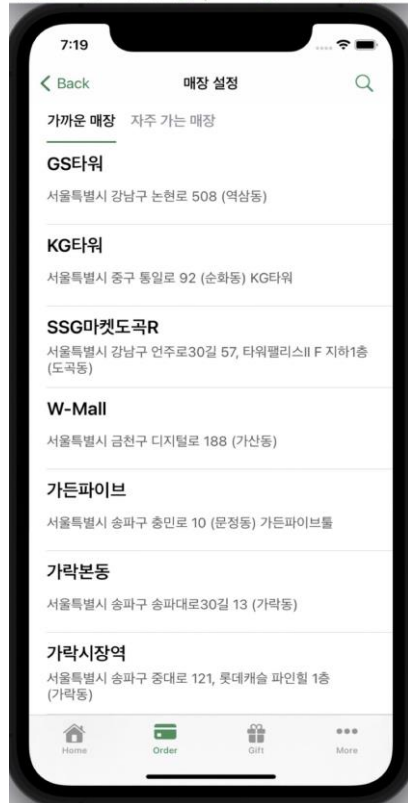 7:19
Back
매장 설정
가까운 매장 자주 가는 매장
GS타워
서울특별시 강남구 논현로 508 (역삼동)
KG타워
서울특별시 중구 통일로 92 (순화동) KG타워
SSG마켓도곡R
서울특별시 강남구 언주로30길 57, 타워팰리스II F 지하1층
(도곡동)
W-Mall
서울특별시 금천구 디지털로 188 (가산동)
가든파이브
서울특별시 송파구 충민로 10 (문정동) 가든파이브툴
가락본동
서울특별시 송파구 송파대로30길 13 (가락동)
가락시장역
서울특별시 송파구 중대로 121, 롯데캐슬 파인힐 1층
(가락동)
Home Order Gift More